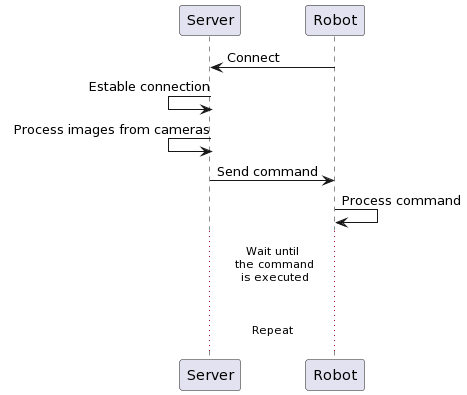 Server
Robot
Connect
Estable connection
Process images from cameras
Send command
Process command
Wait until
the command
is executed
Repeat
Server
Robot